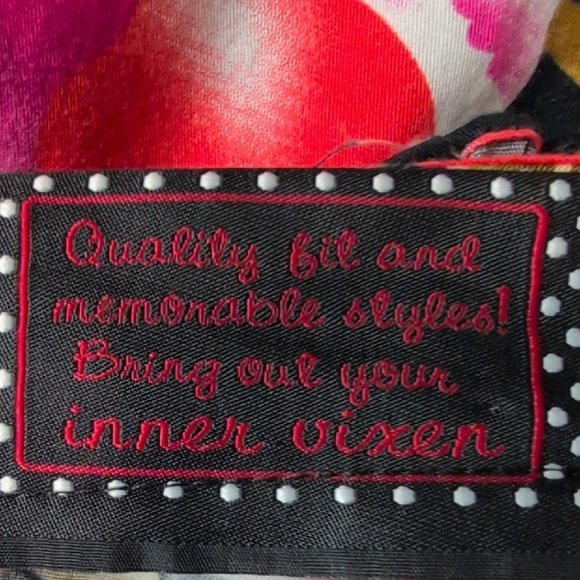 Quality fit and
memorable styles!
Bring out your
inner vixen